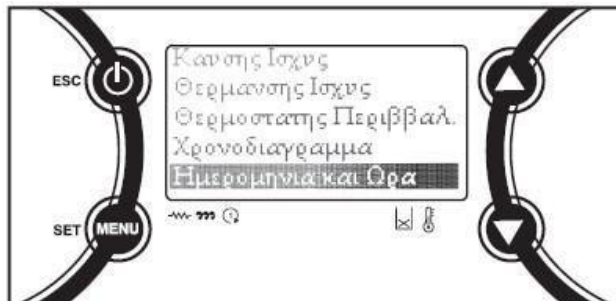 ESC
Καυσης Ισχυς
Θερμανσης Ισχυς
Θερμοστατης Περιββαλ.
Χρονοδιαγραμμα
Ημερομηνια και Ωρα
SET MENU